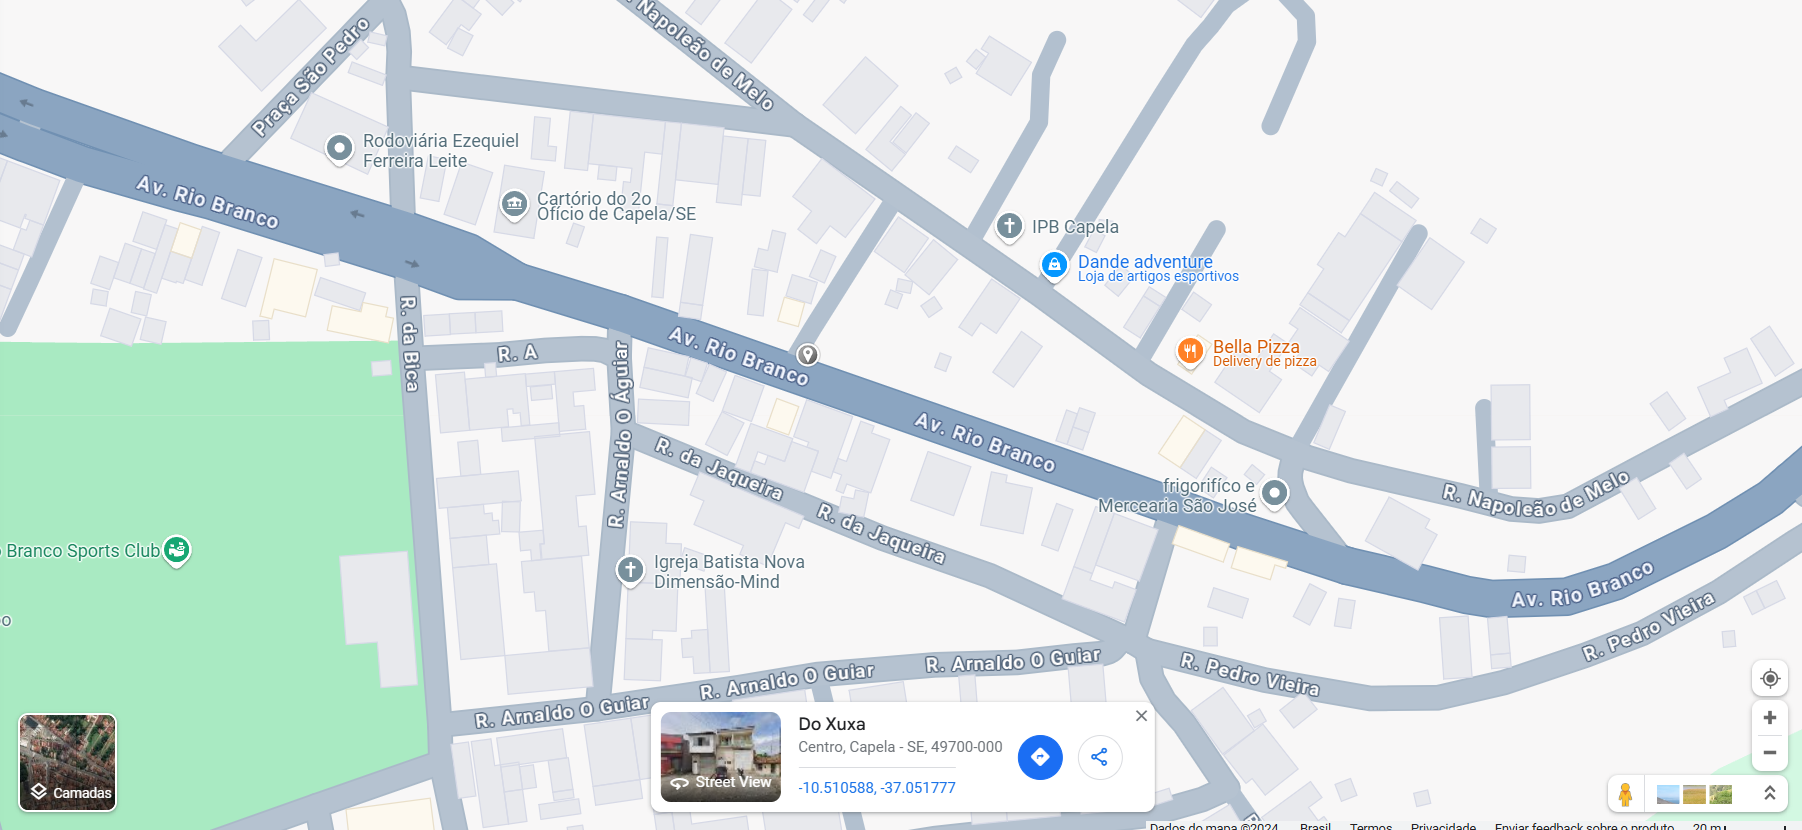 R. Napoleão de Melo
Praça São Pedro
Rodoviária Ezequiel
Ferreira Leite
Av. Rio Branco
Cartório do 2o
Ofício de Capela/SE
IPB Capela
Dande adventure
Loja de artigos esportivos
R. da Bica
R. A
R. Arnaldo O Águiar
Av. Rio Branco
Bella Pizza
Delivery de pizza
Av. Rio Branco
R. da Jaqueira
R. da Jaqueira
frigorifíco e
Mercearia São José
R. Napoleão de Melo
o Branco Sports Club
Igreja Batista Nova
Dimensão-Mind
Av. Rio Branco
R. Pedro Vieira
o
R. Arnaldo O Guiar
R. Arnaldo O Guiar
R. Arnaldo O Guiar
R. Pedro Vieira
Do Xuxa
Centro, Capela - SE, 49700-000
-10.510588, -37.051777
Street View
Camadas
Dados do mapa ©2024 Brasil Termos Privacidade Enviar feedback sobre o produto 20 m